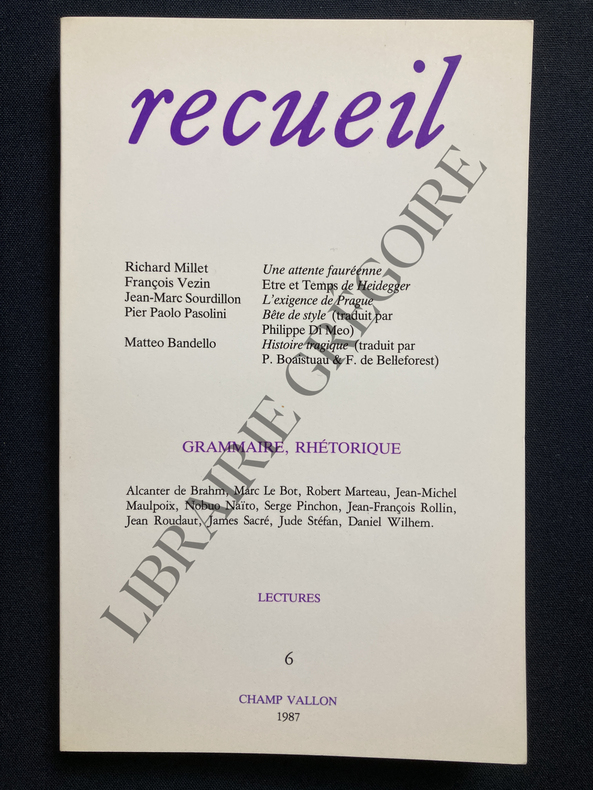 recueil
Richard Millet Une attente fauréenne
François Vezin Etre et Temps de Heidegger
Jean-Marc Sourdillon L'exigence de Prague
Pier Paolo Pasolini Bête de style (traduit par
Philippe Di Meo)
Matteo Bandello Histoire tragique (traduit par
P. Boaistuau & F. de Belleforest)
GRAMMAIRE, RHÉTORIQUE
Alcanter de Brahm, Marc Le Bot, Robert Marteau, Jean-Michel
Maulpoix, Nobuo Naïto, Serge Pinchon, Jean-François Rollin,
Jean Roudaut, James Sacré, Jude Stéfan, Daniel Wilhem.
LECTURES
6
CHAMP VALLON
1987
LIBRAIRIE GRÉGOIRE